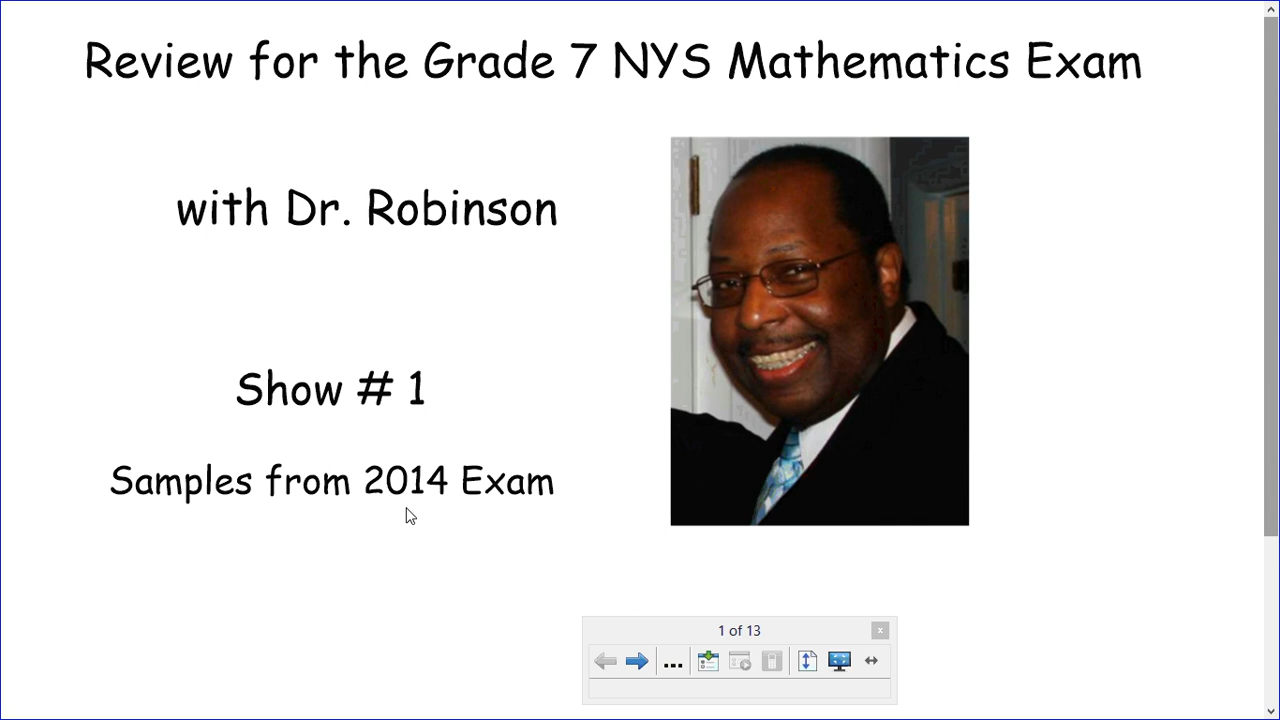 Review for the Grade 7 NYS Mathematics Exam
with Dr. Robinson
Show # 1
Samples from 2014 Exam
1 of 13